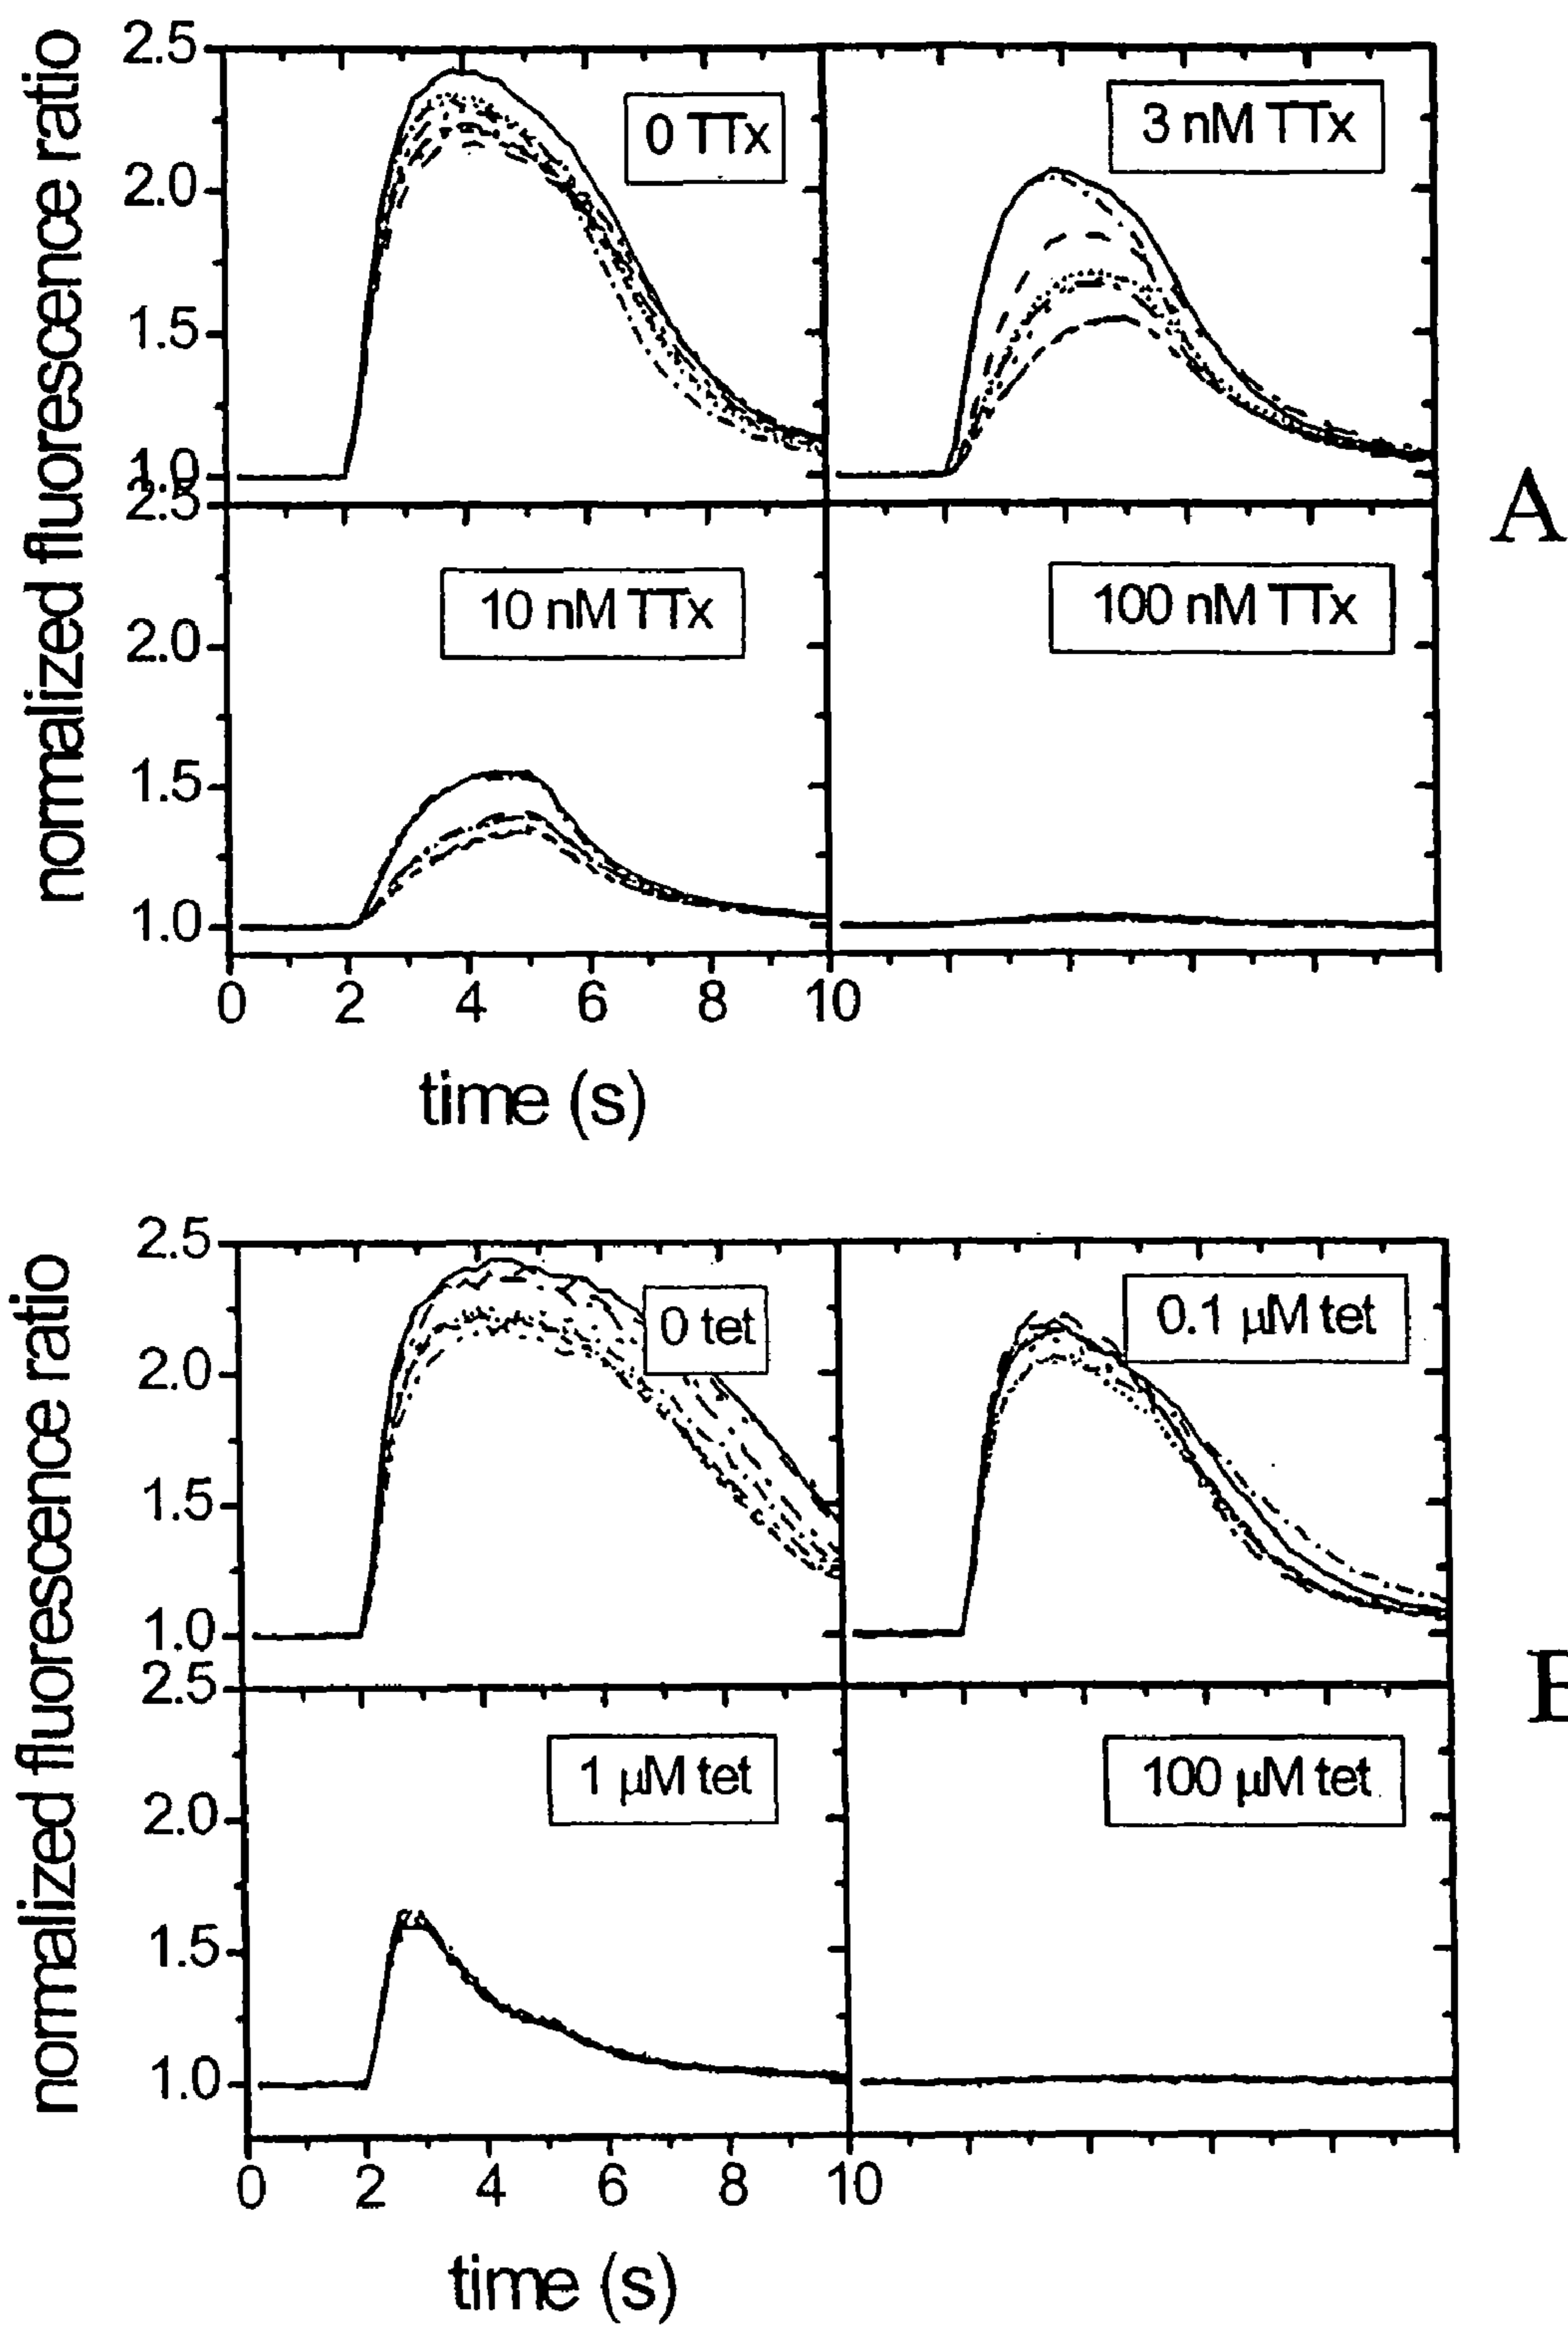 normalized fluorescence ratio
2.5
0 TTx
3 nM TTx
2.0
1.5
1.0
2.5
A
10 nM TTx
100 nM TTx
2.0
1.5
1.0
0 2 4 6 8 10
time (s)
normalized fluorescence ratio
2.5
0 tet
0.1 μM tet
2.0
1.5
1.0
2.5
1 μM tet
100 μM tet
2.0
1.5
1.0
0 2 4 6 8 10
time (s)